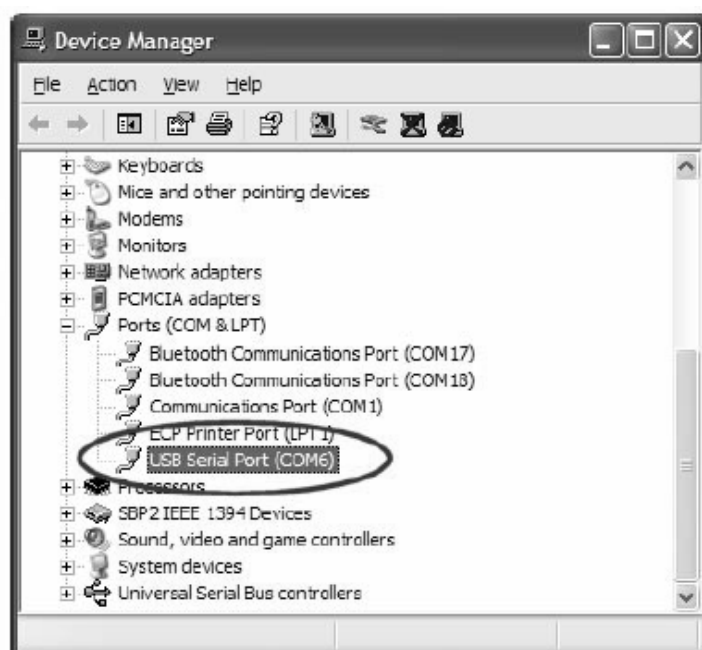 Device Manager
File Action View Help
Keyboards
Mice and other pointing devices
Modems
Monitors
Network adapters
PCMCIA adapters
Ports (COM & LPT)
Bluetooth Communications Port (COM17)
Bluetooth Communications Port (COM18)
Communications Port (COM1)
ECP Printer Port (LPT1)
USB Serial Port (COM6)
Processors
SBP2 IEEE 1394 Devices
Sound, video and game controllers
System devices
Universal Serial Bus controllers